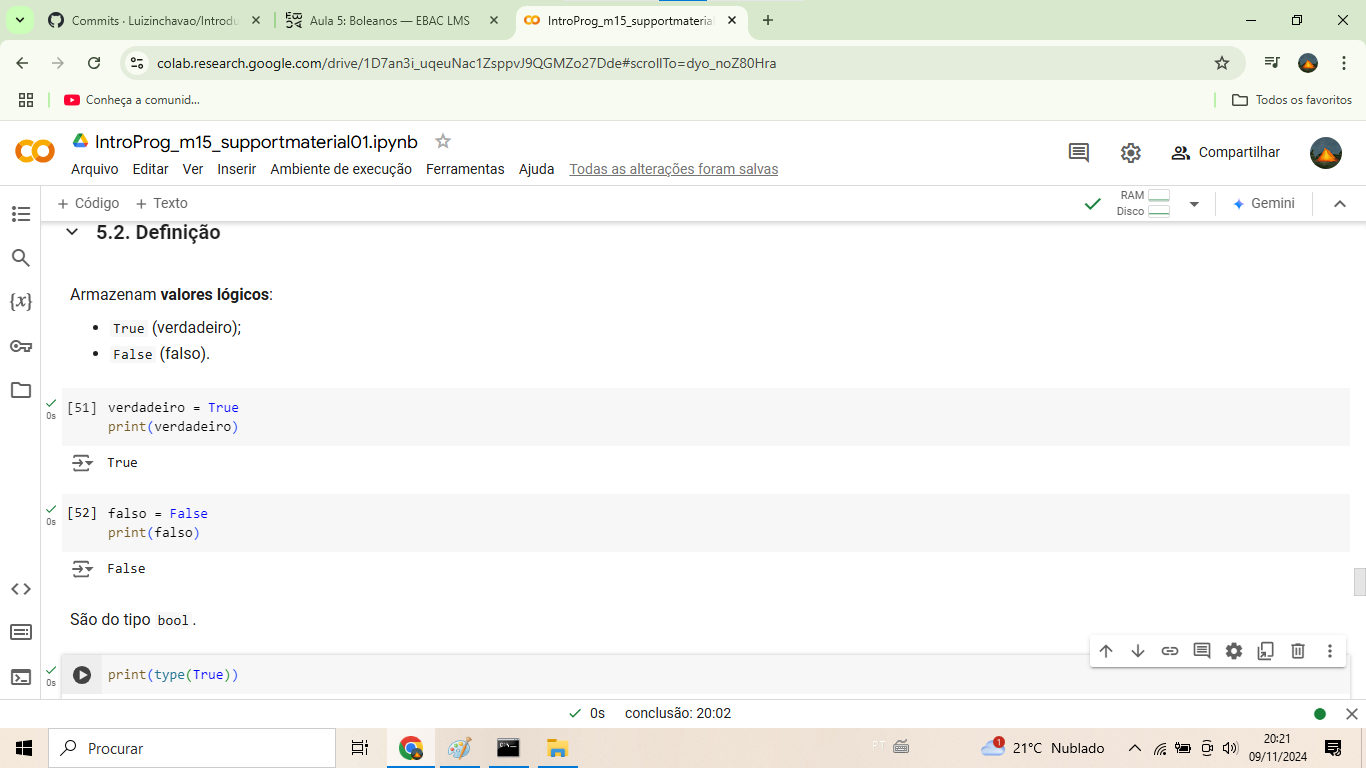 Commits · Luizinchavao/Introdu
Aula 5: Boleanos — EBAC LMS
IntroProg_m15_supportmaterial
colab.research.google.com/drive/1D7an3i_uqeuNac1ZsppvJ9QGMZo27Dde#scrollTo=dyo_noZ80Hra
Conheça a comunid...
Todos os favoritos
IntroProg_m15_supportmaterial01.ipynb
Arquivo Editar Ver Inserir Ambiente de execução Ferramentas Ajuda Todas as alterações foram salvas
Compartilhar
+ Código + Texto
RAM
Disco
Gemini
5.2. Definição
Armazenam valores lógicos:
• True (verdadeiro);
• False (falso).
[51] verdadeiro = True
print(verdadeiro)
0s
True
[52] falso = False
print(falso)
0s
False
São do tipo bool.
print(type(True))
0s
0s conclusão: 20:02
Procurar
1
21°C Nublado
PT
20:21
09/11/2024